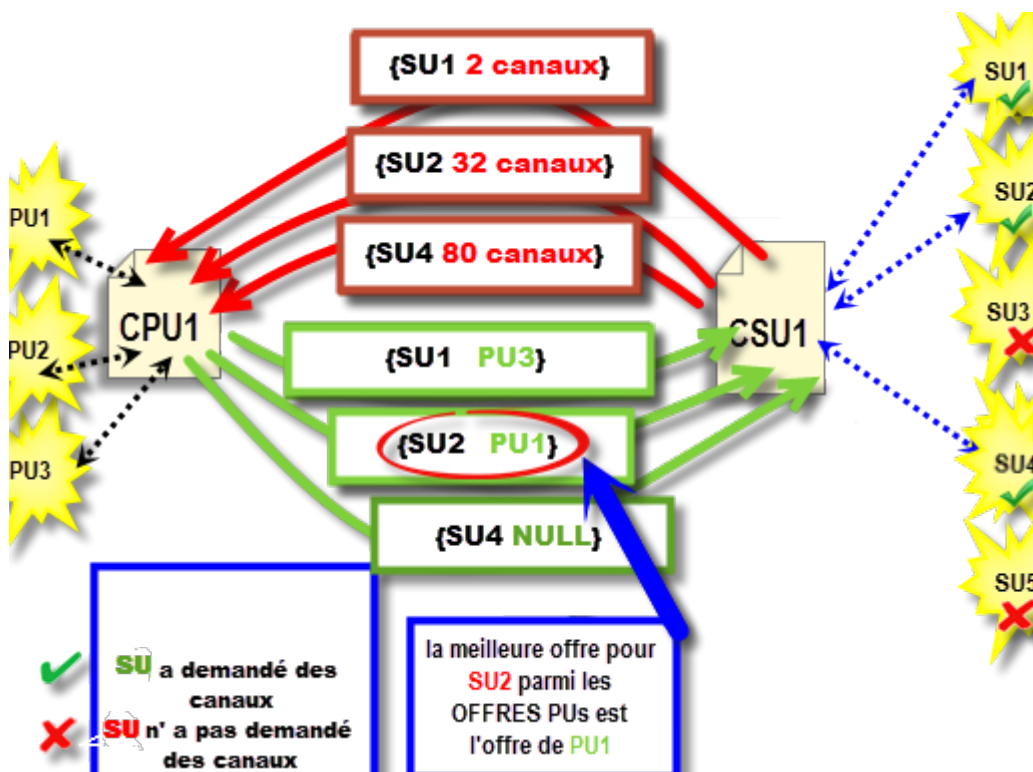 {SU1 2 canaux}
SU1
{SU2 32 canaux}
SU2
PU1
{SU4 80 canaux}
SU3
CPU1
CSU1
PU2
{SU1 PU3}
{SU2 PU1}
SU4
PU3
{SU4 NULL}
SU5
la meilleure offre pour
SU2 parmi les
OFFRES PUs est
l'offre de PU1
SU a demandé des
canaux
SU n' a pas demandé
des canaux